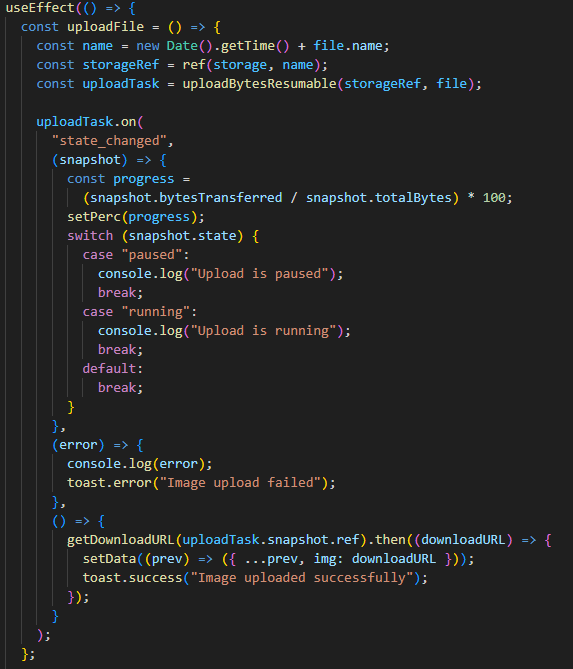 useEffect(() => {
const uploadFile = () => {
const name = new Date().getTime() + file.name;
const storageRef = ref(storage, name);
const uploadTask = uploadBytesResumable(storageRef, file);
uploadTask.on(
"state_changed",
(snapshot) => {
const progress =
(snapshot.bytesTransferred / snapshot.totalBytes) * 100;
setPerc(progress);
switch (snapshot.state) {
case "paused":
console.log("Upload is paused");
break;
case "running":
console.log("Upload is running");
break;
default:
break;
}
},
(error) => {
console.log(error);
toast.error("Image upload failed");
},
() => {
getDownloadURL(uploadTask.snapshot.ref).then((downloadURL) => {
setData((prev) => ({ ...prev, img: downloadURL }));
toast.success("Image uploaded successfully");
});
}
);
};